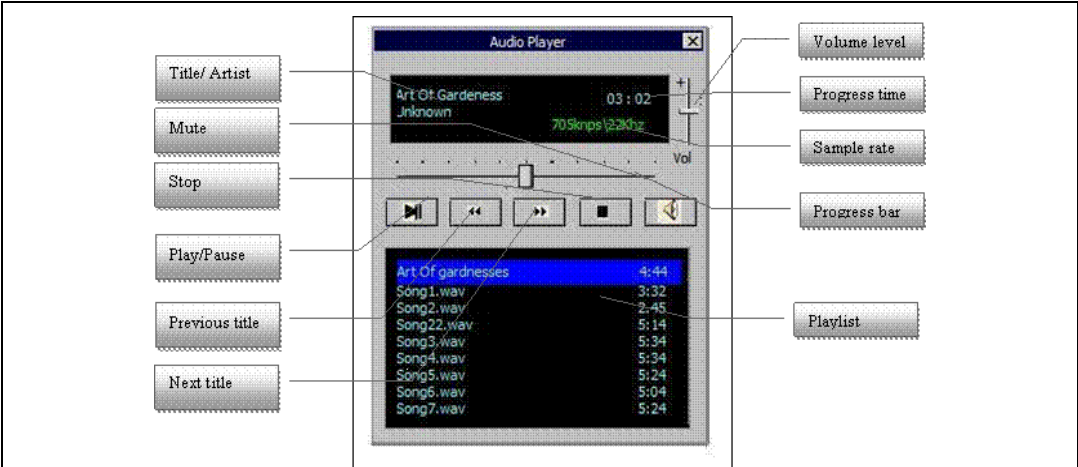 Audio Player
Volume level
Title/ Artist
Art Of Gardeness
03 : 02
+
Progress time
Mute
Jnknown
705knps\22Khz
Sample rate
Vol
Stop
Progress bar
Play/Pause
Art Of gardnesses 4:44
Song1.wav 3:32
Song2.wav 2.45
Song22.wav 5:14
Song3.wav 5:34
Song4.wav 5:34
Song5.wav 5:24
Song6.wav 5:04
Song7.wav 5:24
Previous title
Playlist
Next title